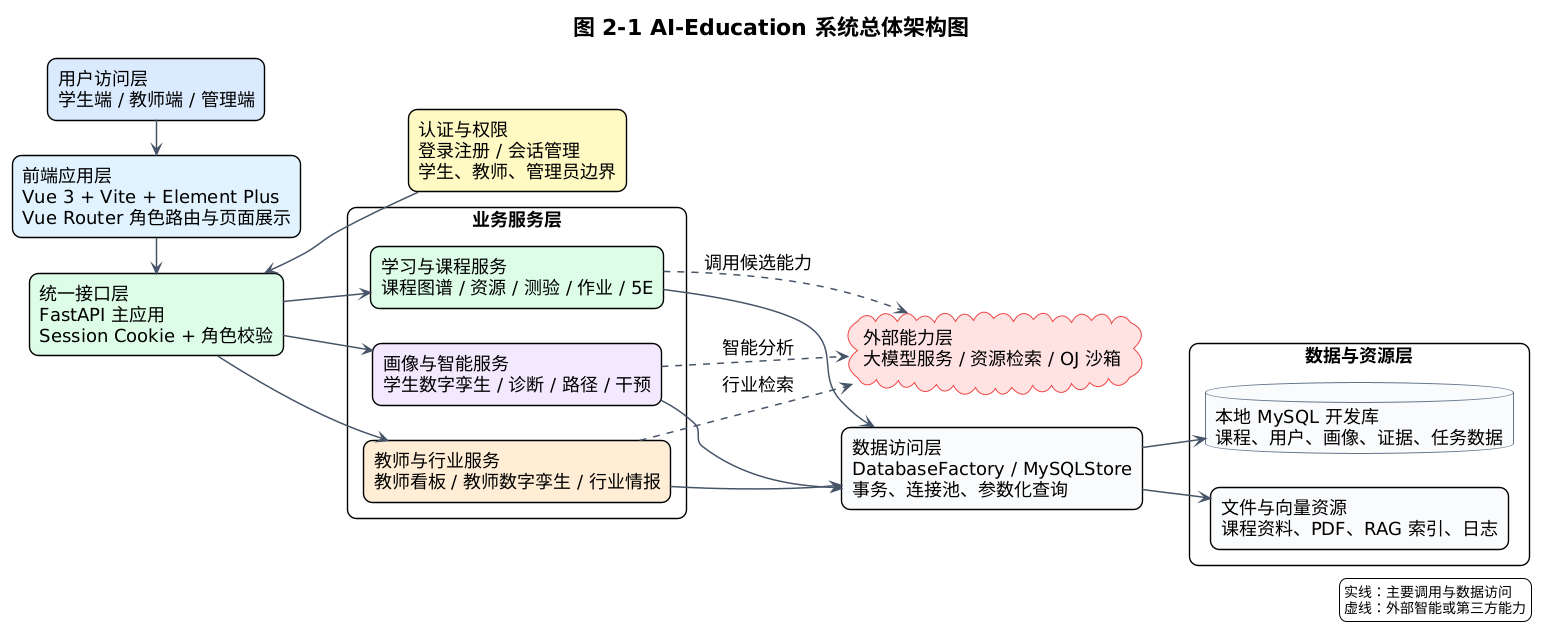 图 2-1 AI-Education 系统总体架构图
用户访问层
学生端 / 教师端 / 管理端
前端应用层
Vue 3 + Vite + Element Plus
Vue Router 角色路由与页面展示
认证与权限
登录注册 / 会话管理
学生、教师、管理员边界
统一接口层
FastAPI 主应用
Session Cookie + 角色校验
业务服务层
学习与课程服务
课程图谱 / 资源 / 测验 / 作业 / 5E
画像与智能服务
学生数字孪生 / 诊断 / 路径 / 干预
教师与行业服务
教师看板 / 教师数字孪生 / 行业情报
调用候选能力
智能分析
行业检索
外部能力层
大模型服务 / 资源检索 / OJ 沙箱
数据访问层
DatabaseFactory / MySQLStore
事务、连接池、参数化查询
数据与资源层
本地 MySQL 开发库
课程、用户、画像、证据、任务数据
文件与向量资源
课程资料、PDF、RAG 索引、日志
实线：主要调用与数据访问
虚线：外部智能或第三方能力